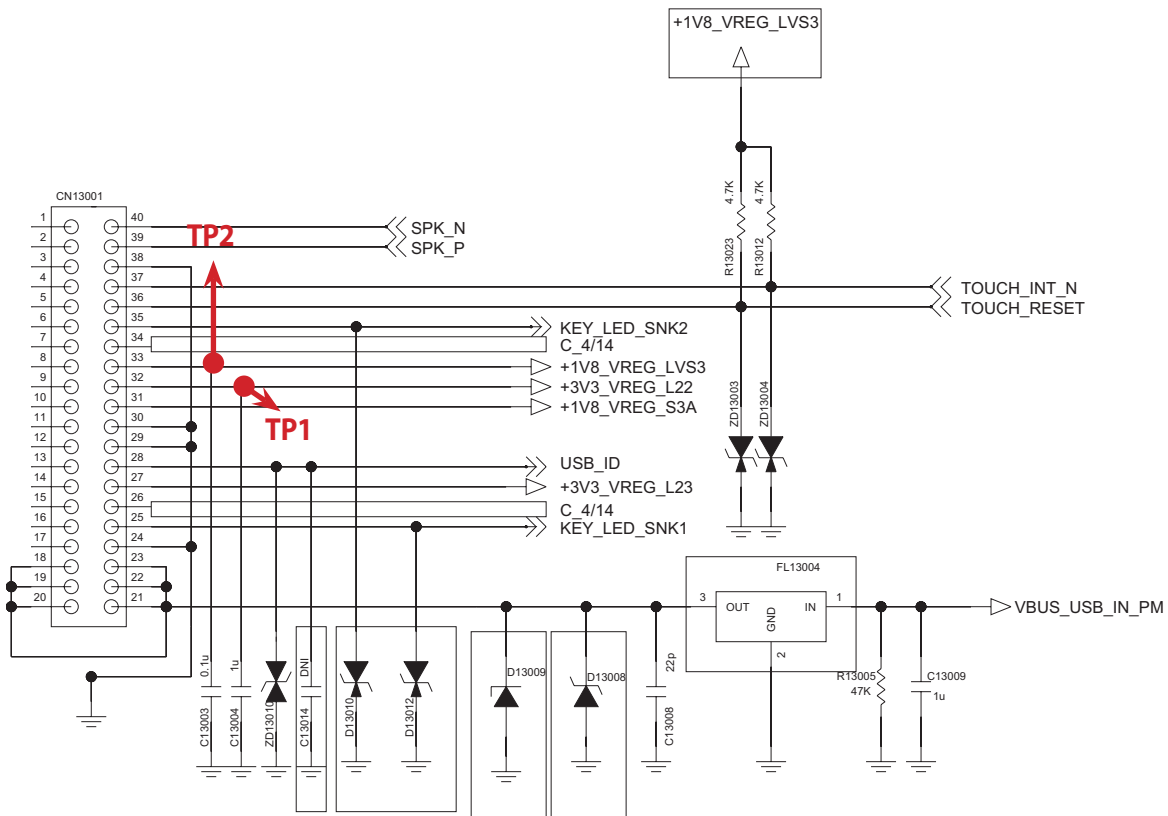 +1V8_VREG_LVS3
4.7K
4.7K
R13023
R13012
CN13001
1
2
3
4
5
6
7
8
9
10
11
12
13
14
15
16
17
18
19
20
40
39
38
37
36
35
34
33
32
31
30
29
28
27
26
25
24
23
22
21
SPK_N
SPK_P
TP2
TOUCH_INT_N
TOUCH_RESET
KEY_LED_SNK2
C_4/14
+1V8_VREG_LVS3
+3V3_VREG_L22
+1V8_VREG_S3A
TP1
ZD13003
ZD13004
USB_ID
+3V3_VREG_L23
C_4/14
KEY_LED_SNK1
FL13004
3
OUT
GND
IN
1
2
VBUS_USB_IN_PM
0.1u
C13003
1u
C13004
ZD13010
DNI
C13014
D13010
D13012
D13009
D13008
22p
C13008
R13005
47K
C13009
1u